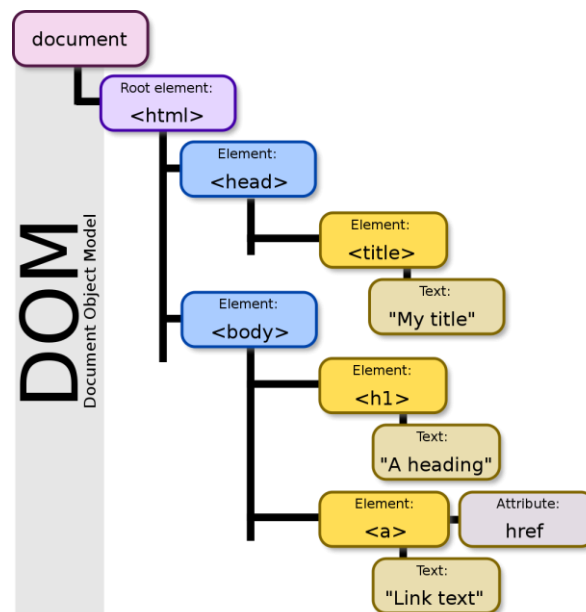 document
Root element:
<html>
Element:
<head>
Element:
<title>
Text:
"My title"
Element:
<body>
Element:
<h1>
Text:
"A heading"
Element:
<a>
Attribute:
href
Text:
"Link text"
DOM
Document Object Model